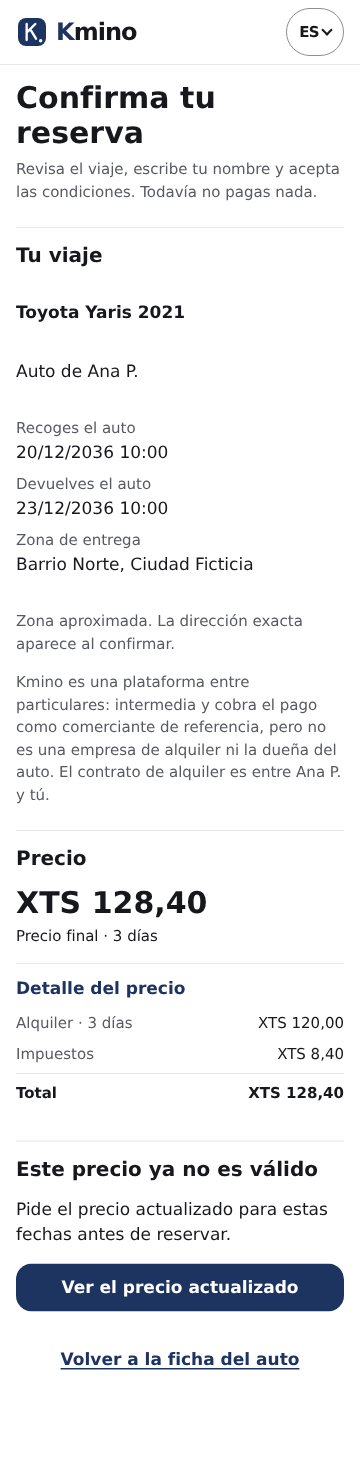 K. Kmino
ES
Confirma tu
reserva
Revisa el viaje, escribe tu nombre y acepta
las condiciones. Todavía no pagas nada.
Tu viaje
Toyota Yaris 2021
Auto de Ana P.
Recoges el auto
20/12/2036 10:00
Devuelves el auto
23/12/2036 10:00
Zona de entrega
Barrio Norte, Ciudad Ficticia
Zona aproximada. La dirección exacta
aparece al confirmar.
Kmino es una plataforma entre
particulares: intermedia y cobra el pago
como comerciante de referencia, pero no
es una empresa de alquiler ni la dueña del
auto. El contrato de alquiler es entre Ana P.
y tú.
Precio
XTS 128,40
Precio final · 3 días
Detalle del precio
Alquiler · 3 días XTS 120,00
Impuestos XTS 8,40
Total XTS 128,40
Este precio ya no es válido
Pide el precio actualizado para estas
fechas antes de reservar.
Ver el precio actualizado
Volver a la ficha del auto